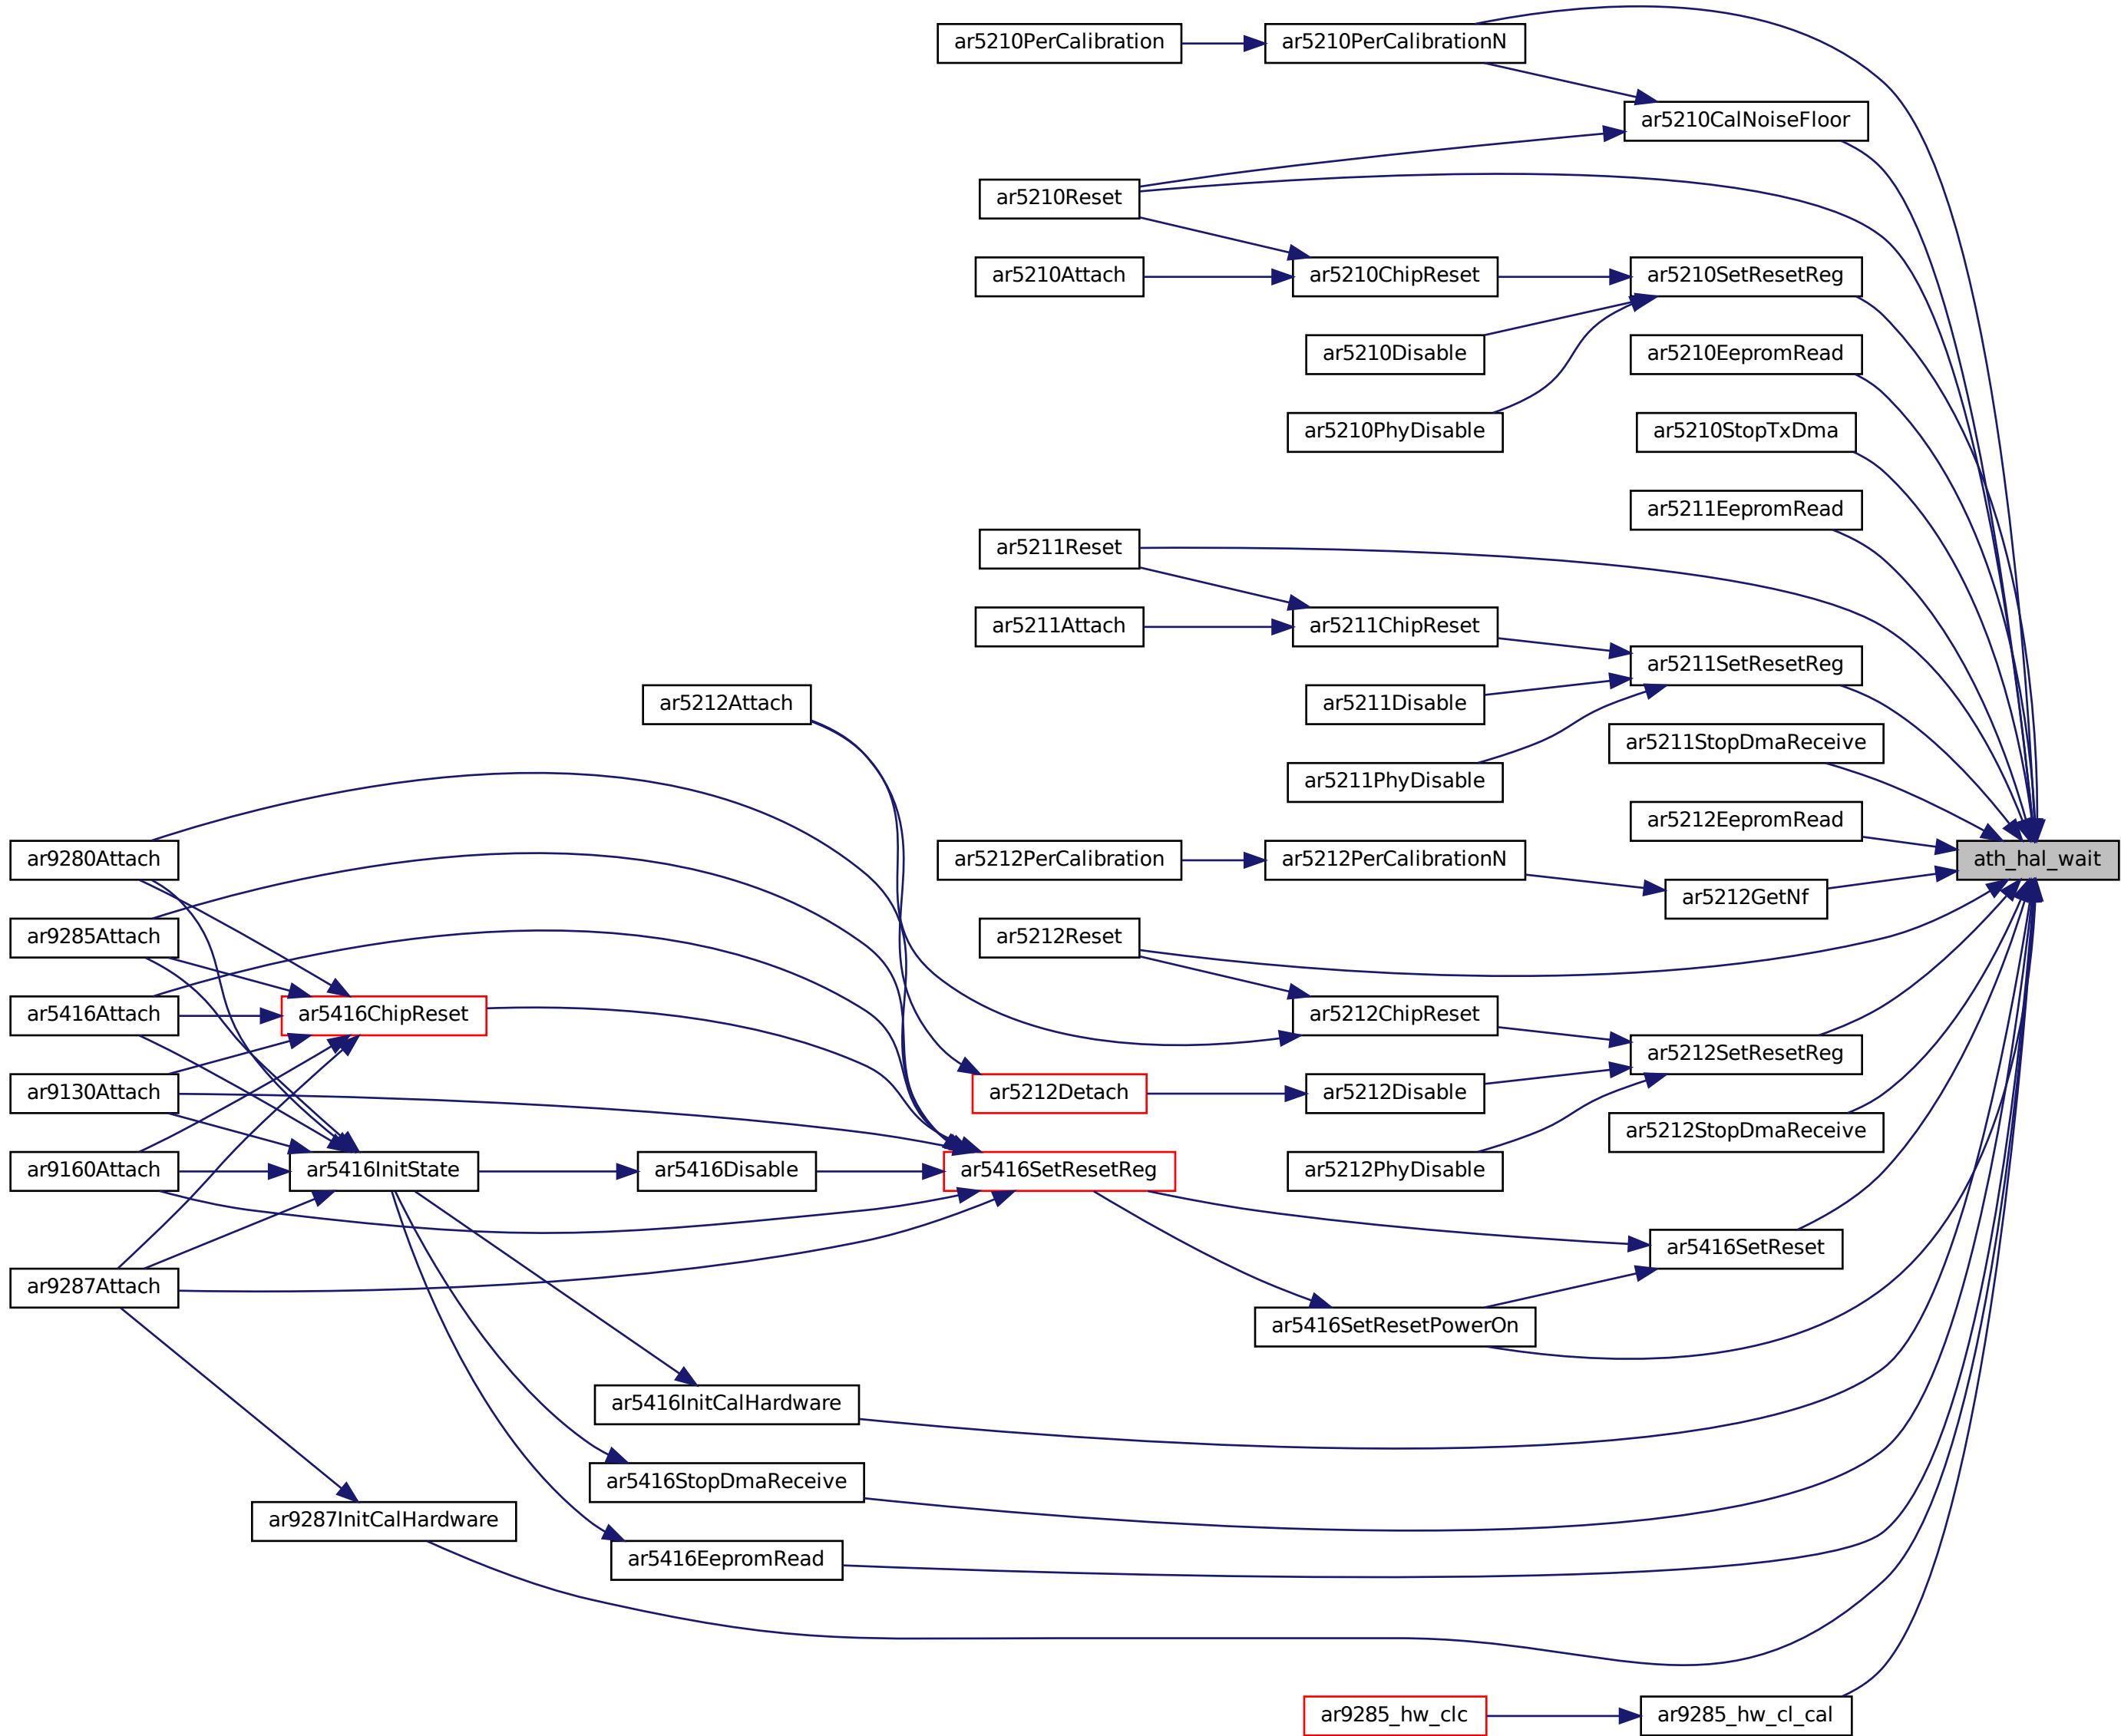 ar5210PerCalibration
ar5210PerCalibrationN
ar5210CalNoiseFloor
ar5210Reset
ar5210Attach
ar5210ChipReset
ar5210SetResetReg
ar5210Disable
ar5210EepromRead
ar5210PhyDisable
ar5210StopTxDma
ar5211EepromRead
ar5211Reset
ar5211Attach
ar5211ChipReset
ar5211SetResetReg
ar5212Attach
ar5211Disable
ar5211StopDmaReceive
ar5211PhyDisable
ar5212EepromRead
ar9280Attach
ar5212PerCalibration
ar5212PerCalibrationN
ath_hal_wait
ar5212GetNf
ar9285Attach
ar5212Reset
ar5416Attach
ar5416ChipReset
ar5212ChipReset
ar5212SetResetReg
ar9130Attach
ar5212Detach
ar5212Disable
ar5212StopDmaReceive
ar9160Attach
ar5416InitState
ar5416Disable
ar5416SetResetReg
ar5212PhyDisable
ar5416SetReset
ar9287Attach
ar5416SetResetPowerOn
ar5416InitCalHardware
ar5416StopDmaReceive
ar9287InitCalHardware
ar5416EepromRead
ar9285_hw_clc
ar9285_hw_cl_cal